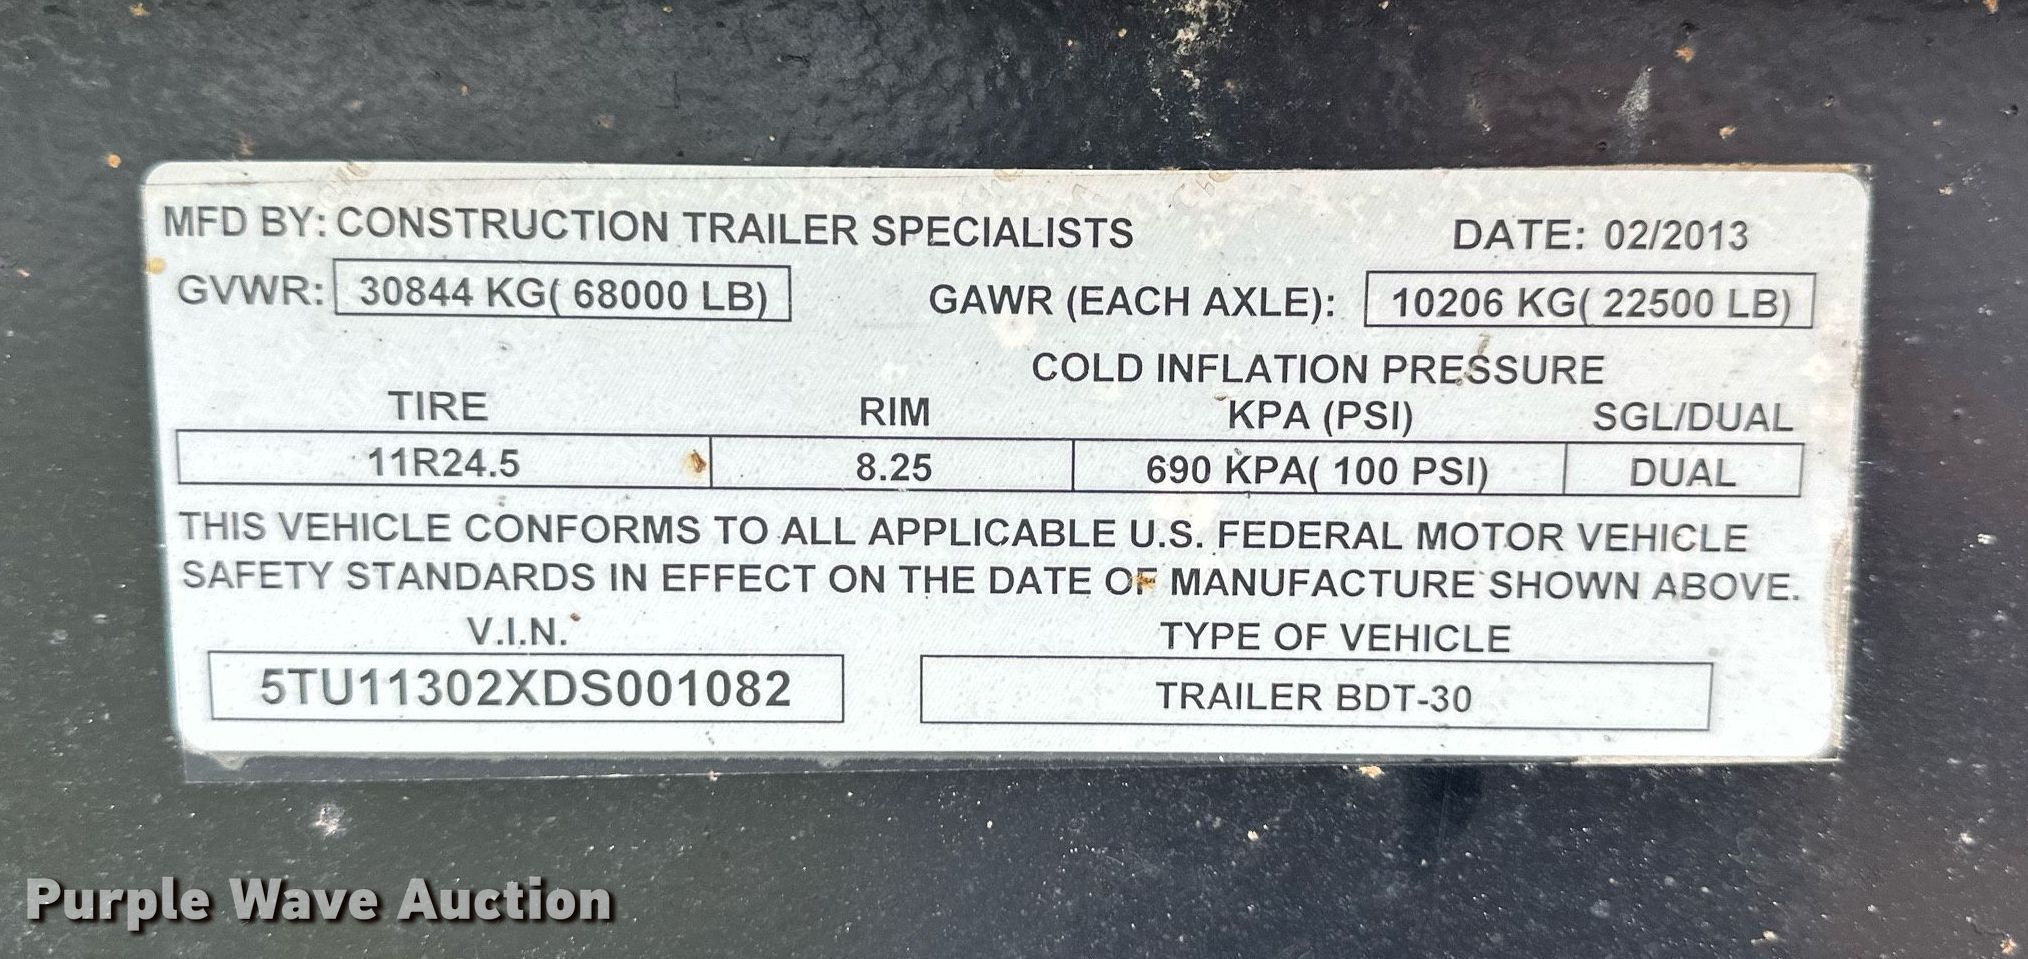 MFD BY: CONSTRUCTION TRAILER SPECIALISTS DATE: 02/2013
GVWR: 30844 KG( 68000 LB) GAWR (EACH AXLE): 10206 KG( 22500 LB)
COLD INFLATION PRESSURE
TIRE RIM KPA (PSI) SGL/DUAL
11R24.5 8.25 690 KPA( 100 PSI) DUAL
THIS VEHICLE CONFORMS TO ALL APPLICABLE U.S. FEDERAL MOTOR VEHICLE
SAFETY STANDARDS IN EFFECT ON THE DATE OF MANUFACTURE SHOWN ABOVE.
V.I.N. TYPE OF VEHICLE
5TU11302XDS001082 TRAILER BDT-30
Purple Wave Auction